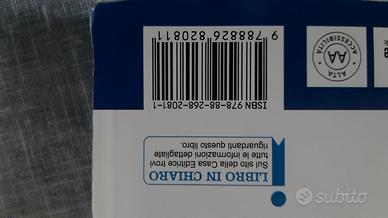 LIBRO IN CHIARO
Sul sito della Casa Editrice trovi
tutte le informazioni dettagliate
riguardanti questo libro.
ISBN 978-88-268-2081-1
9 788826 820811
ALTA
AA
ACCESSIBILITÀ
subito